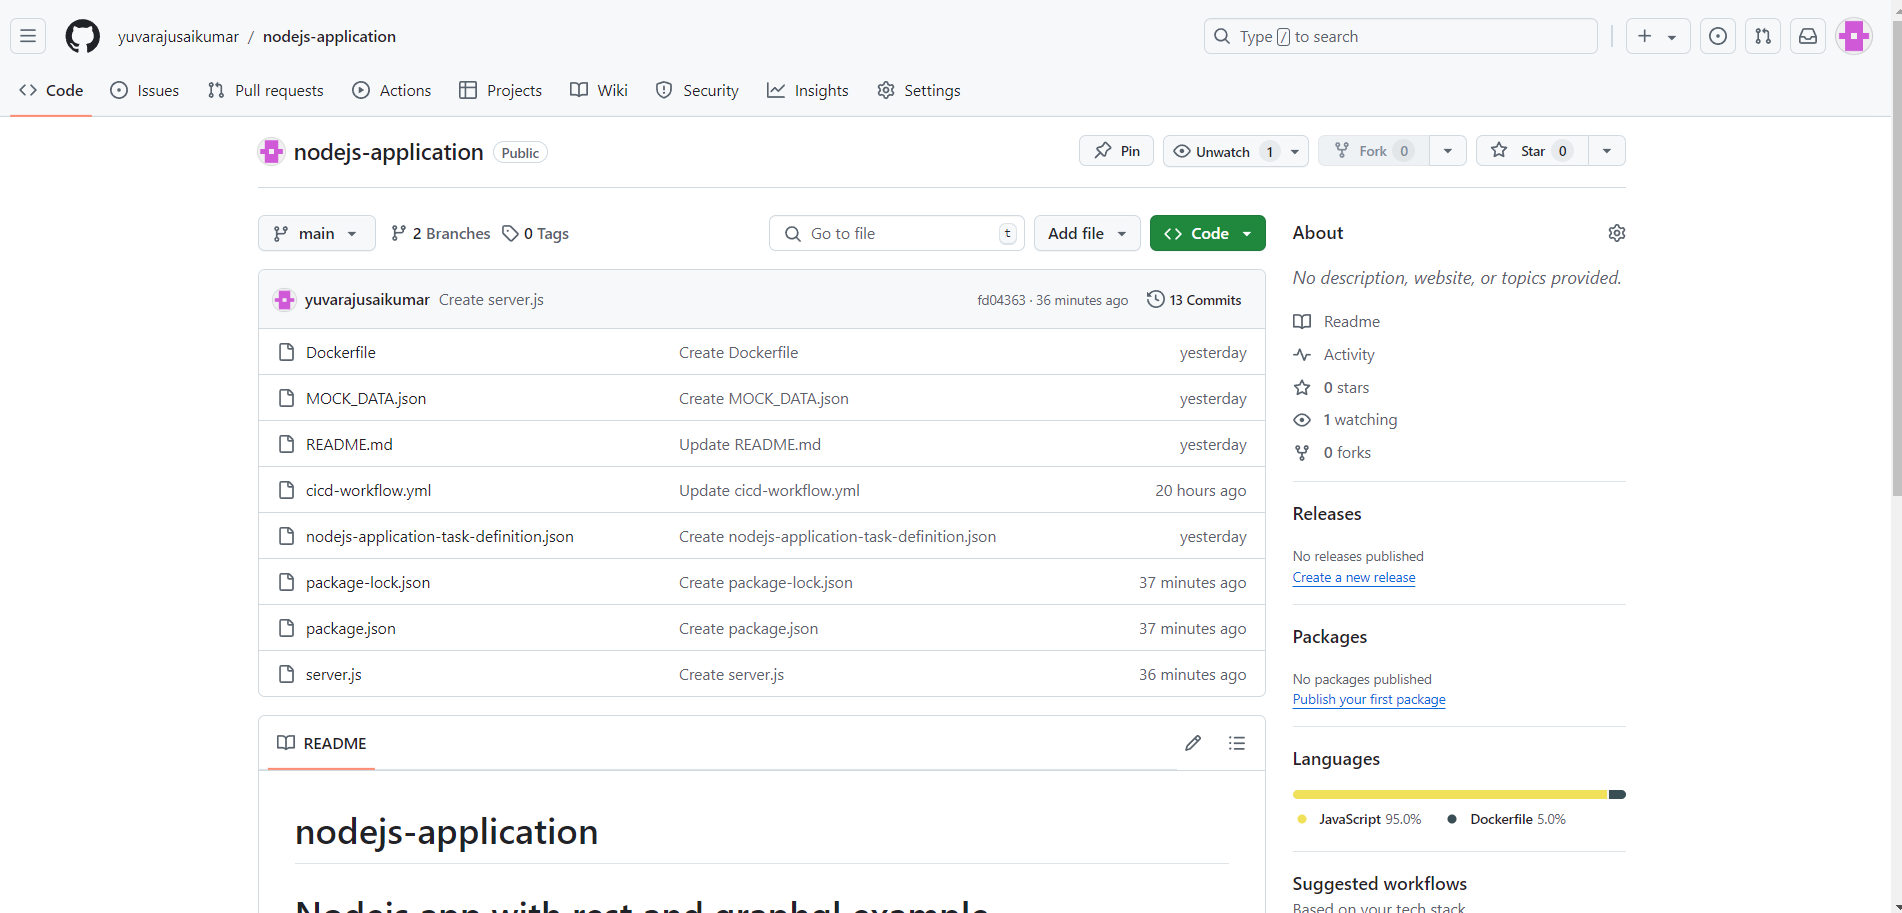 yuvarajusaikumar / nodejs-application
Type / to search
Code Issues Pull requests Actions Projects Wiki Security Insights Settings
nodejs-application Public
Pin Unwatch 1 Fork 0 Star 0
main 2 Branches 0 Tags Go to file t Add file Code
yuvarajusaikumar Create server.js fd04363 · 36 minutes ago 13 Commits
Dockerfile Create Dockerfile yesterday
MOCK_DATA.json Create MOCK_DATA.json yesterday
README.md Update README.md yesterday
cicd-workflow.yml Update cicd-workflow.yml 20 hours ago
nodejs-application-task-definition.json Create nodejs-application-task-definition.json yesterday
package-lock.json Create package-lock.json 37 minutes ago
package.json Create package.json 37 minutes ago
server.js Create server.js 36 minutes ago
README
nodejs-application
Nodejs app with rest and graphql example
About
No description, website, or topics provided.
Readme
Activity
0 stars
1 watching
0 forks
Releases
No releases published
Create a new release
Packages
No packages published
Publish your first package
Languages
JavaScript 95.0% Dockerfile 5.0%
Suggested workflows
Based on your tech stack